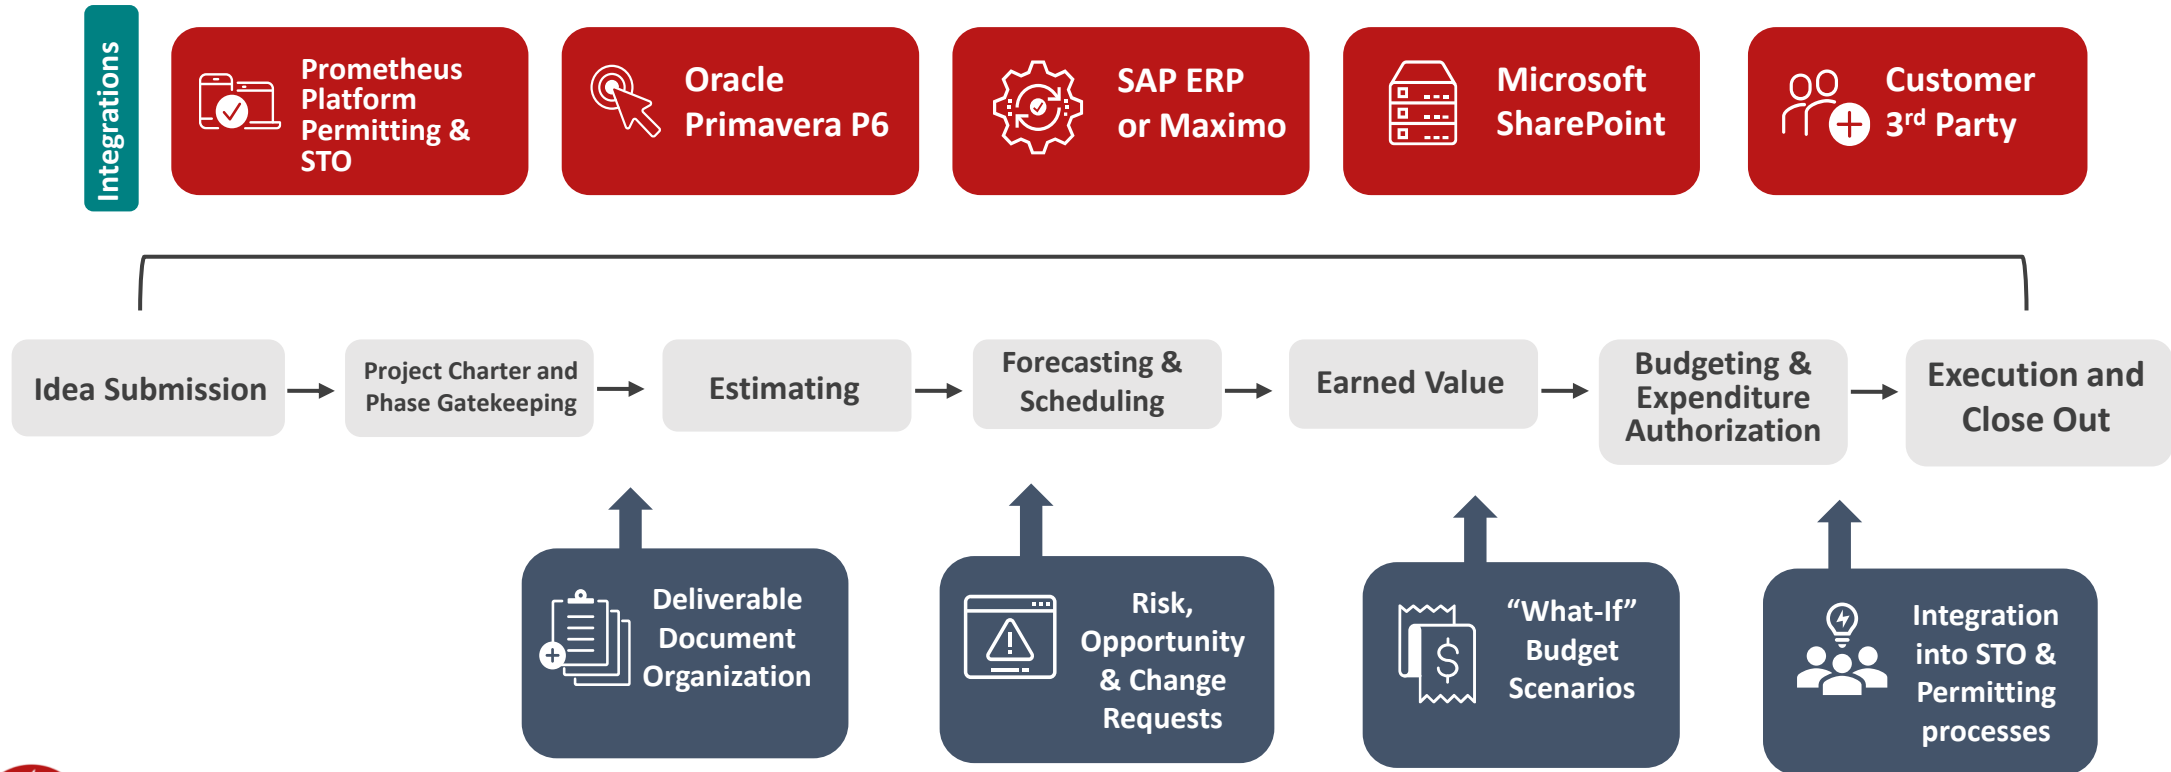 Integrations
Prometheus
Platform
Permitting &
STO
Oracle
Primavera P6
SAP ERP
or Maximo
Microsoft
SharePoint
Customer
3rd Party
Idea Submission
Project Charter and
Phase Gatekeeping
Estimating
Forecasting &
Scheduling
Earned Value
Budgeting &
Expenditure
Authorization
Execution and
Close Out
Deliverable
Document
Organization
Risk,
Opportunity
& Change
Requests
“What-If”
Budget
Scenarios
$
Integration
into STO &
Permitting
processes